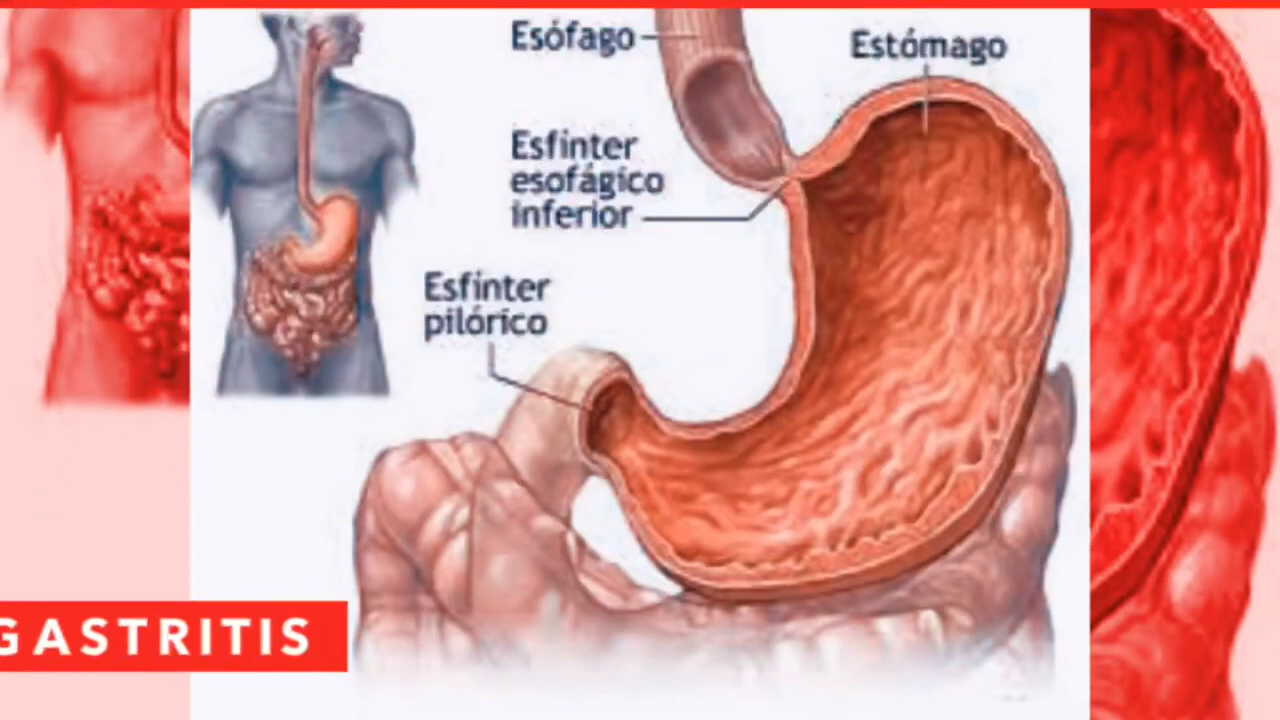 Esófago
Estómago
Esfínter
esofágico
inferior
Esfínter
pilórico
GASTRITIS